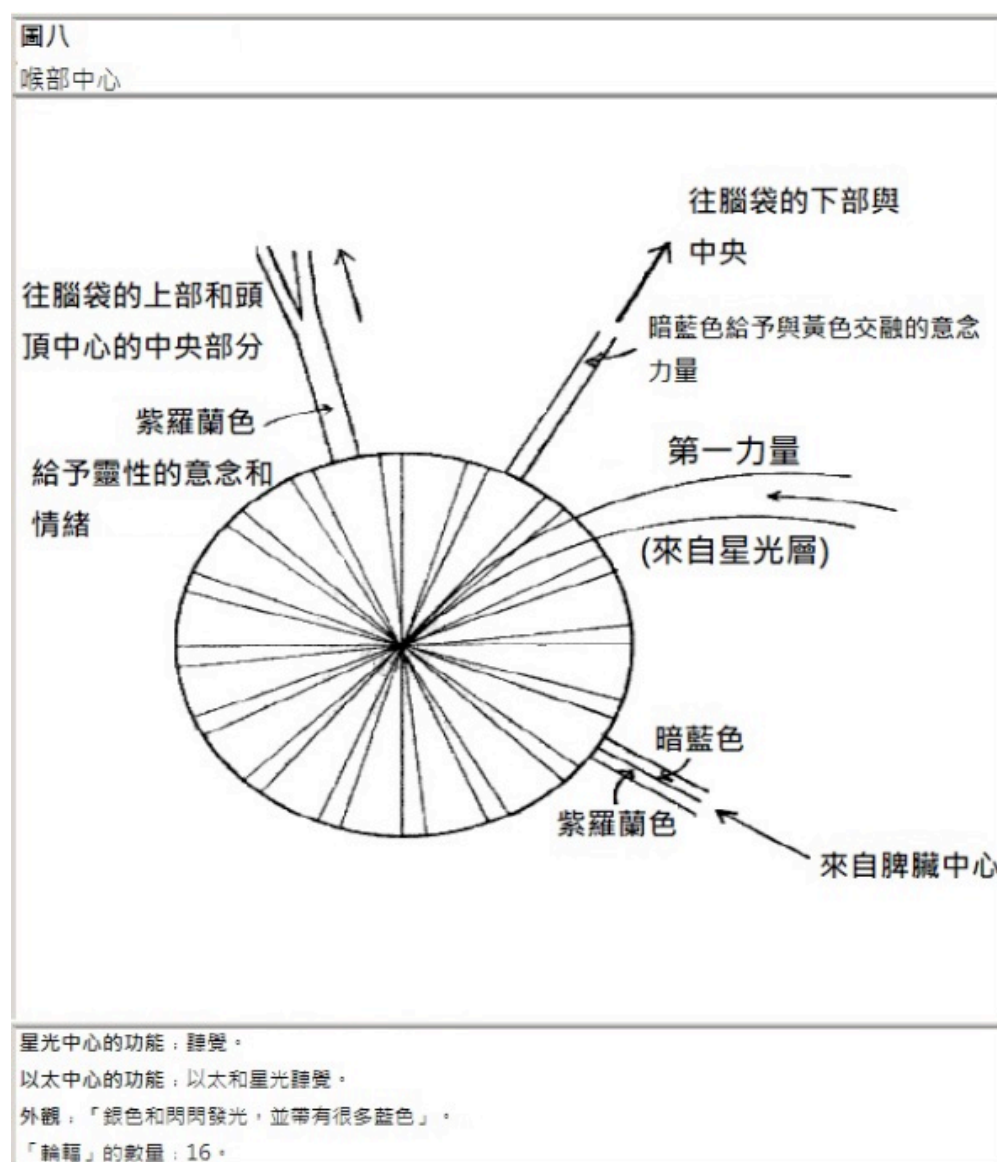 圖八
喉部中心
往腦袋的下部與
中央
往腦袋的上部和頭
頂中心的中央部分
暗藍色給予與黃色交融的意念
力量
紫羅蘭色
給予靈性的意念和
情緒
第一力量
(來自星光層)
暗藍色
紫羅蘭色
來自脾臟中心
星光中心的功能：聽覺。
以太中心的功能：以太和星光聽覺。
外觀：「銀色和閃閃發光，並帶有很多藍色」。
「輪輻」的數量：16。